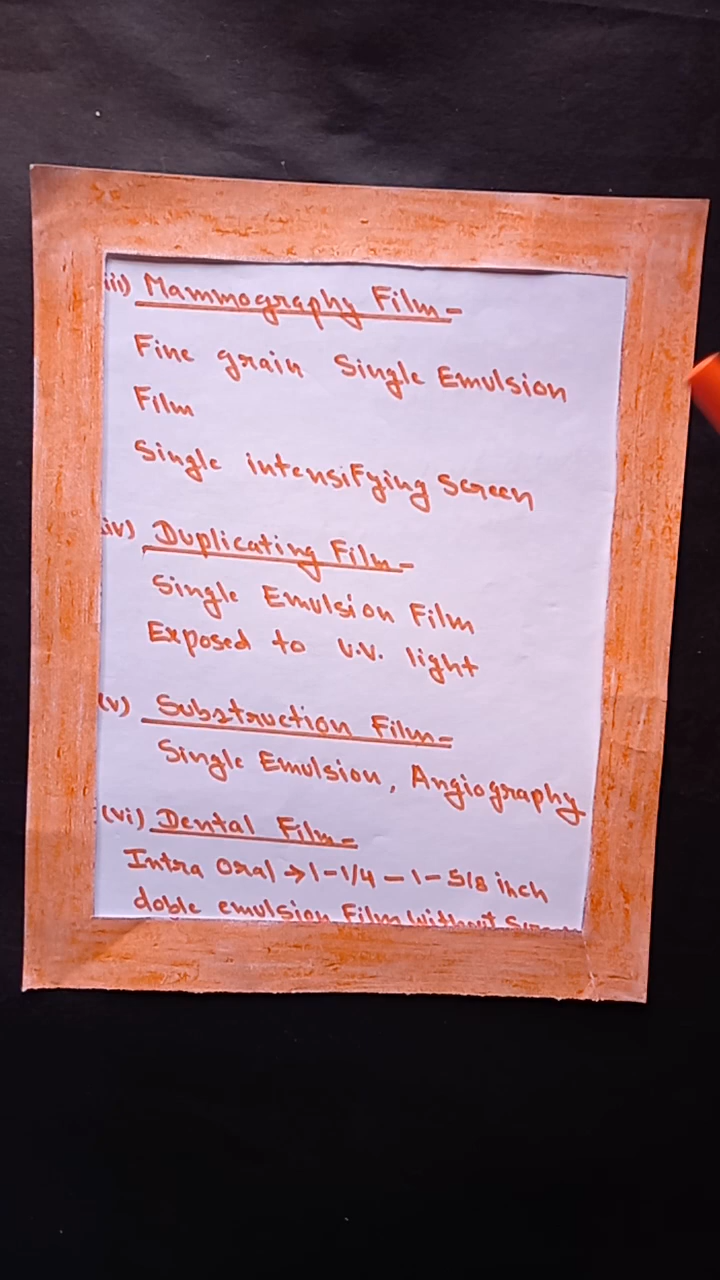 iii) Mammography Film-
Fine grain Single Emulsion
Film
Single intensifying Screen
iv) Duplicating Film-
Single Emulsion Film
Exposed to U.V. light
(v) Substruction Film-
Single Emulsion, Angiography
(vi) Dental Film-
Intra Oral → 1-1/4 - 1-5/8 inch
doble emulsion Film without